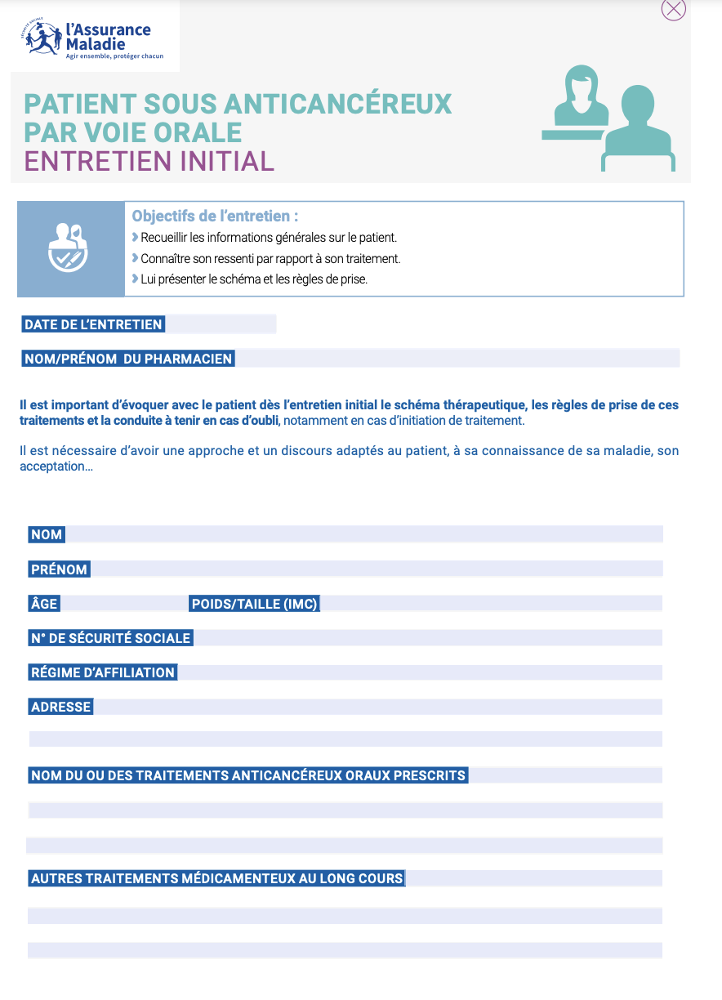 SÉCURITÉ SOCIALE
l'Assurance
Maladie
Agir ensemble, protéger chacun
PATIENT SOUS ANTICANCÉREUX
PAR VOIE ORALE
ENTRETIEN INITIAL
Objectifs de l'entretien :
Recueillir les informations générales sur le patient.
Connaître son ressenti par rapport à son traitement.
Lui présenter le schéma et les règles de prise.
DATE DE L'ENTRETIEN
NOM/PRÉNOM DU PHARMACIEN
Il est important d'évoquer avec le patient dès l'entretien initial le schéma thérapeutique, les règles de prise de ces
traitements et la conduite à tenir en cas d'oubli, notamment en cas d'initiation de traitement.
Il est nécessaire d'avoir une approche et un discours adaptés au patient, à sa connaissance de sa maladie, son
acceptation…
NOM
PRÉNOM
ÂGE POIDS/TAILLE (IMC)
N° DE SÉCURITÉ SOCIALE
RÉGIME D'AFFILIATION
ADRESSE
NOM DU OU DES TRAITEMENTS ANTICANCÉREUX ORAUX PRESCRITS
AUTRES TRAITEMENTS MÉDICAMENTEUX AU LONG COURS